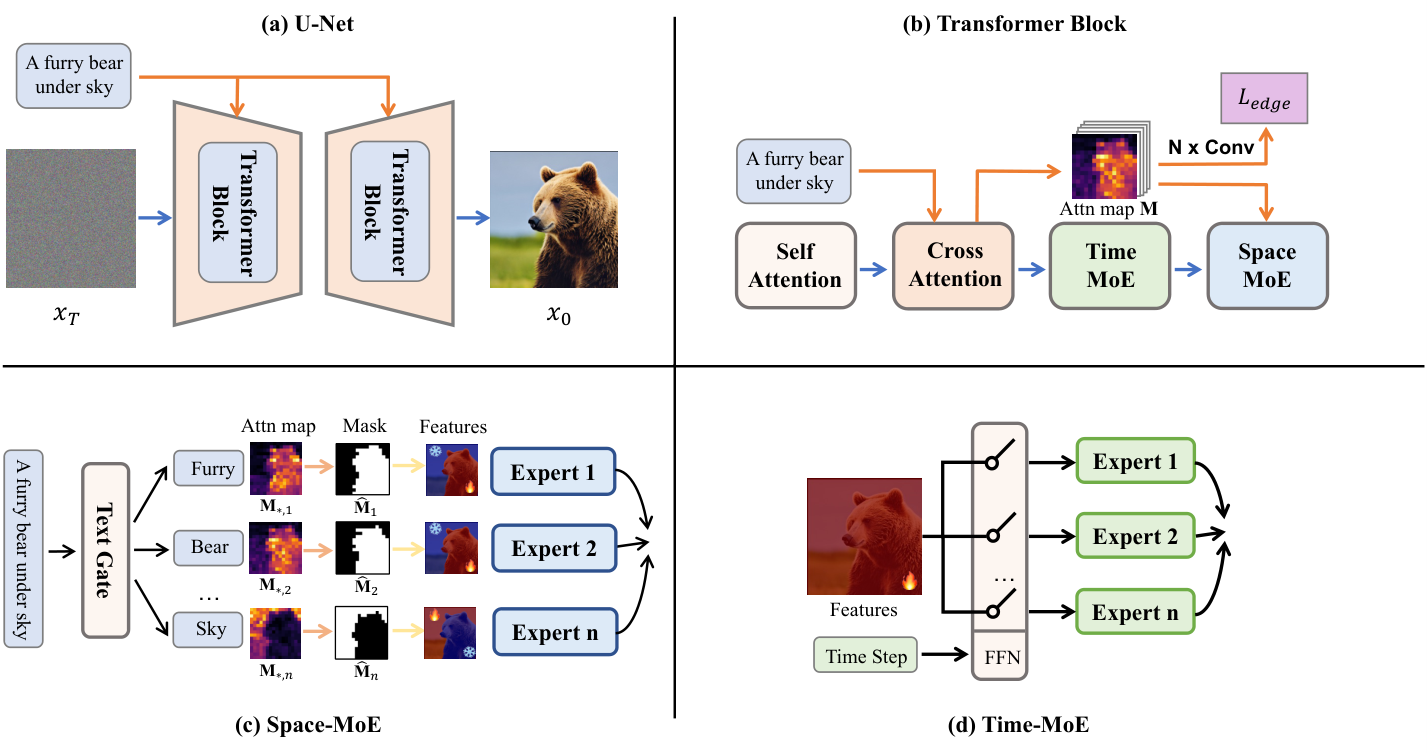 (a) U-Net
A furry bear
under sky
Transformer
Block
Transformer
Block
x_T
x_0
(b) Transformer Block
L_edge
A furry bear
under sky
N x Conv
Attn map M
Self
Attention
Cross
Attention
Time
MoE
Space
MoE
A furry bear under sky
Text Gate
Attn map
Mask
Features
Furry
M_{*,1}
M̂_1
Expert 1
Bear
M_{*,2}
M̂_2
Expert 2
...
Sky
M_{*,n}
M̂_n
Expert n
(c) Space-MoE
Features
Time Step
...
FFN
Expert 1
Expert 2
Expert n
(d) Time-MoE